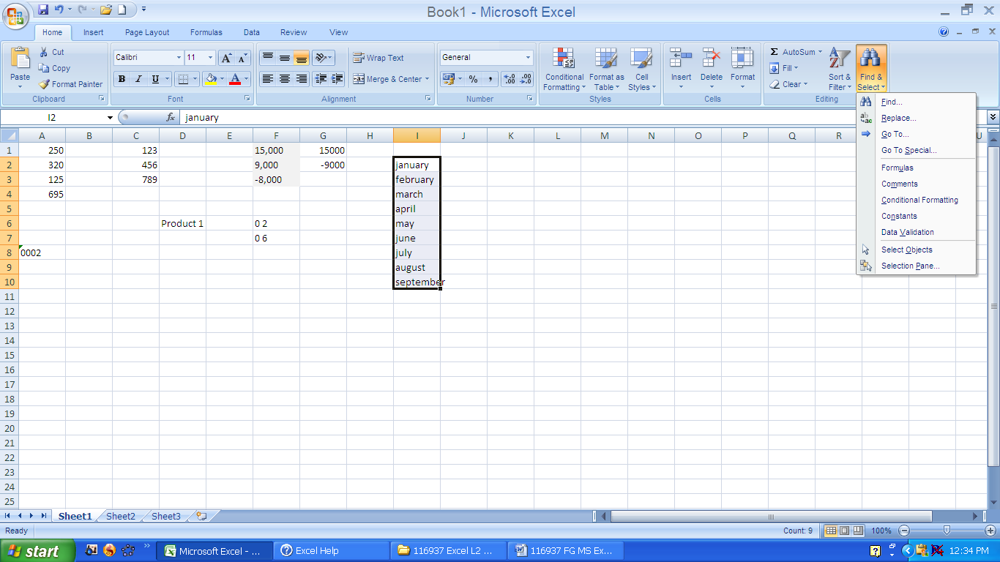 Book1 - Microsoft Excel
Home Insert Page Layout Formulas Data Review View
Paste
Cut
Copy
Format Painter
Clipboard
Calibri 11
B I U
Font
Wrap Text
Merge & Center
Alignment
General
%
Number
Conditional Formatting
Format as Table
Cell Styles
Styles
Insert Delete Format
Cells
Σ AutoSum
Fill
Clear
Sort & Filter
Find & Select
Editing
Find...
Replace...
Go To...
Go To Special...
Formulas
Comments
Conditional Formatting
Constants
Data Validation
Select Objects
Selection Pane...
I2 fx january
A B C D E F G H I J K L M N O P Q R U
1 250 123 15,000 15000
2 320 456 9,000 -9000 january
3 125 789 -8,000 february
4 695 march
5 april
6 Product 1 0 2 may
7 0 6 june
8 0002 july
9 august
10 september
11
12
13
14
15
16
17
18
19
20
21
22
23
24
25
Sheet1 Sheet2 Sheet3
Ready Count: 9 100%
start Microsoft Excel - ... Excel Help 116937 Excel L2 ... 116937 FG MS Ex... 12:34 PM